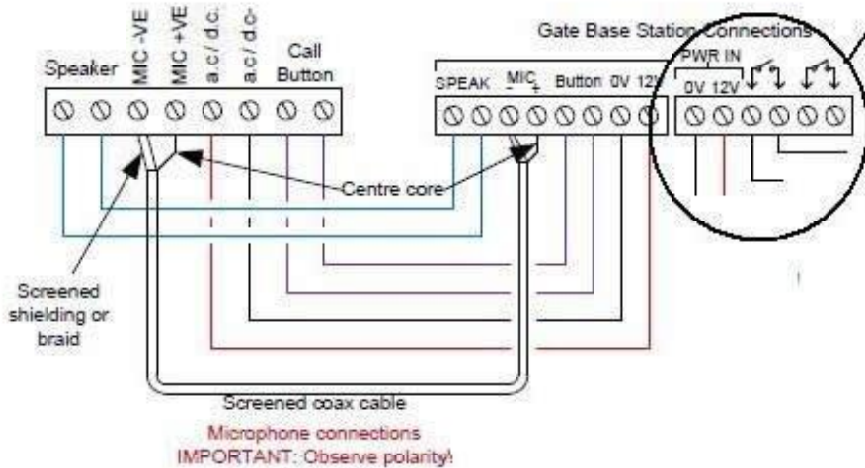 Gate Base Station Connections
Speaker
MIC -VE
MIC +VE
a.c / d.c.
a.c / d.c-
Call
Button
PWR IN
SPEAK
MIC
- +
Button
0V
12V
0V
12V
Centre core
Screened
shielding or
braid
Screened coax cable
Microphone connections
IMPORTANT: Observe polarity!